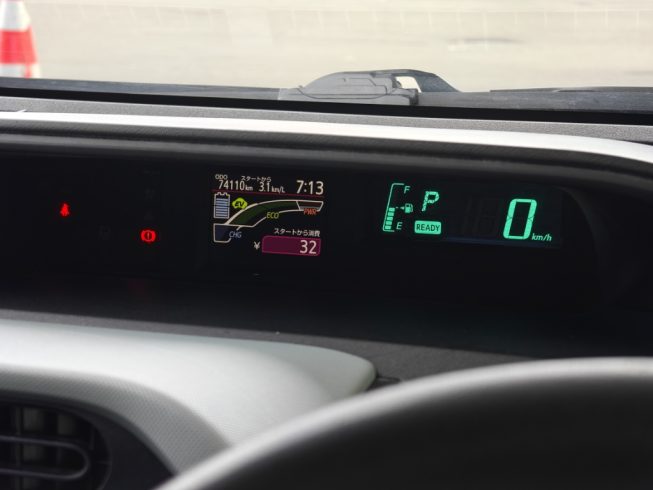 ODO スタートから
74110km 3.1km/L 7:13
EV
ECO
PWR
CHG
スタートから消費
¥ 32
F
P
E
READY
0
km/h